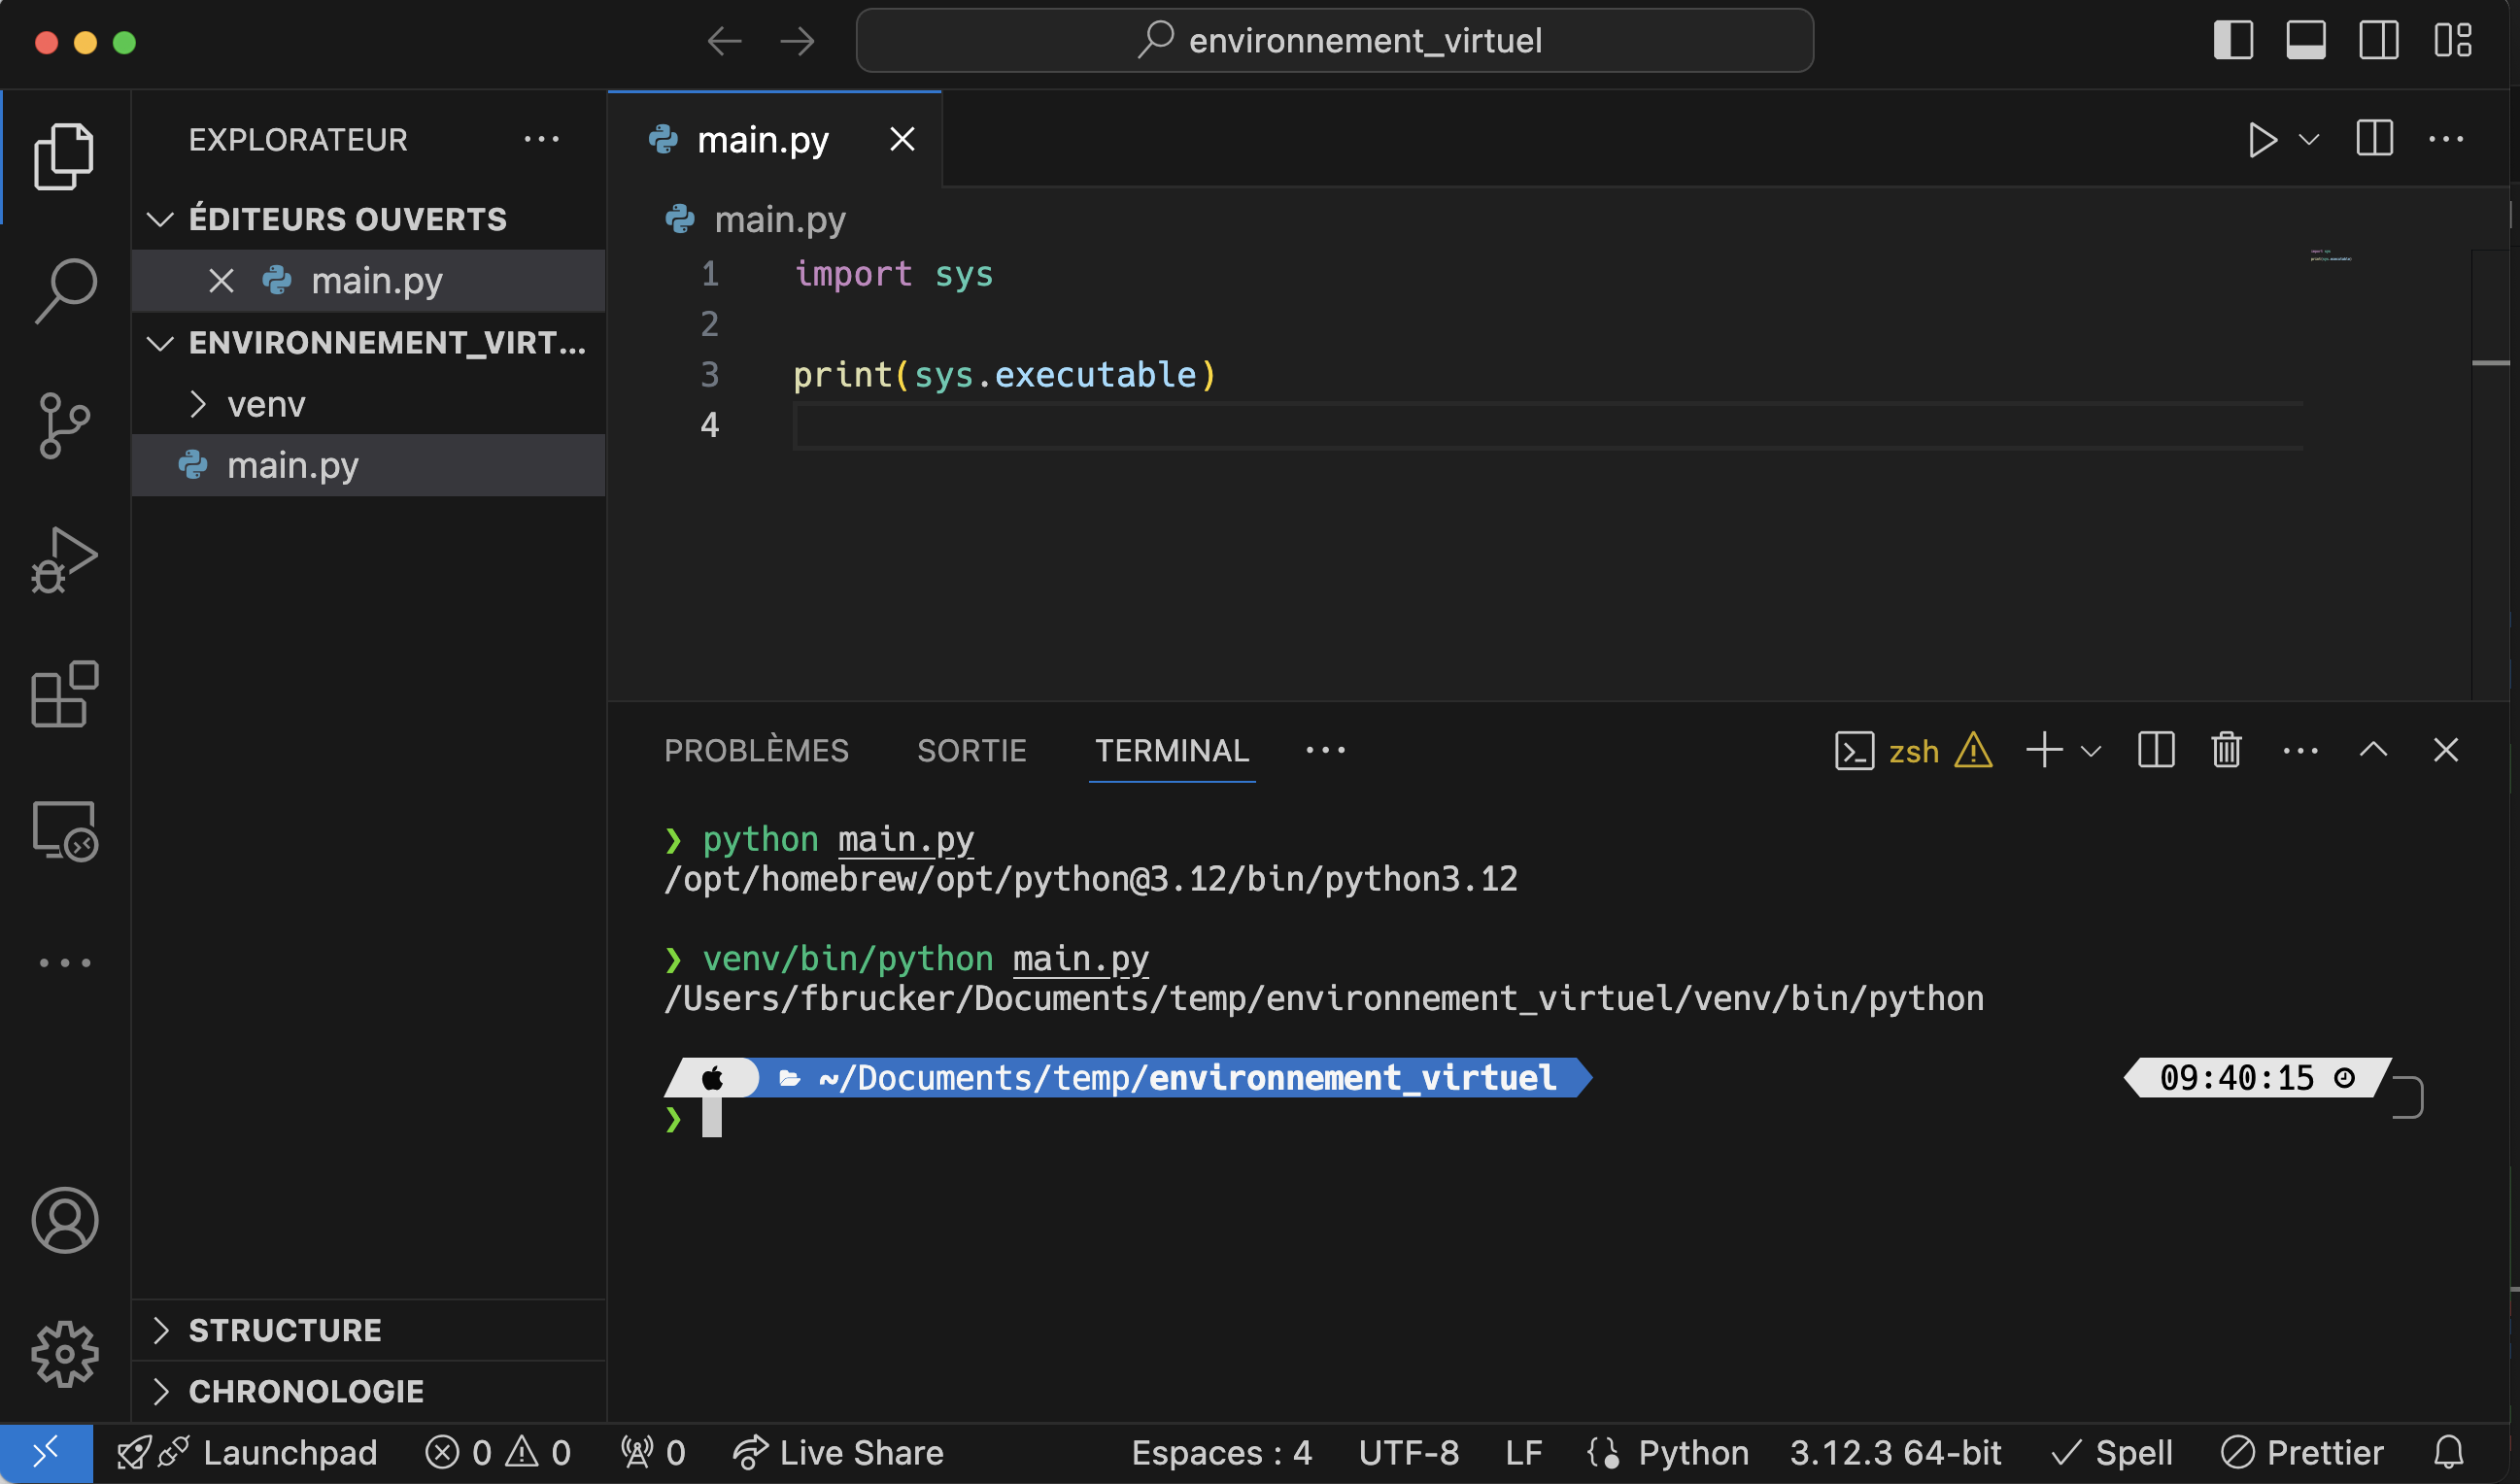 environnement_virtuel
EXPLORATEUR
ÉDITEURS OUVERTS
main.py
ENVIRONNEMENT_VIRT...
venv
main.py
STRUCTURE
CHRONOLOGIE
main.py
main.py
1 import sys
2
3 print(sys.executable)
4
PROBLÈMES SORTIE TERMINAL zsh
❯ python main.py
/opt/homebrew/opt/python@3.12/bin/python3.12
❯ venv/bin/python main.py
/Users/fbrucker/Documents/temp/environnement_virtuel/venv/bin/python
~/Documents/temp/environnement_virtuel 09:40:15
❯
Launchpad 0 0 0 Live Share Espaces : 4 UTF-8 LF Python 3.12.3 64-bit Spell Prettier